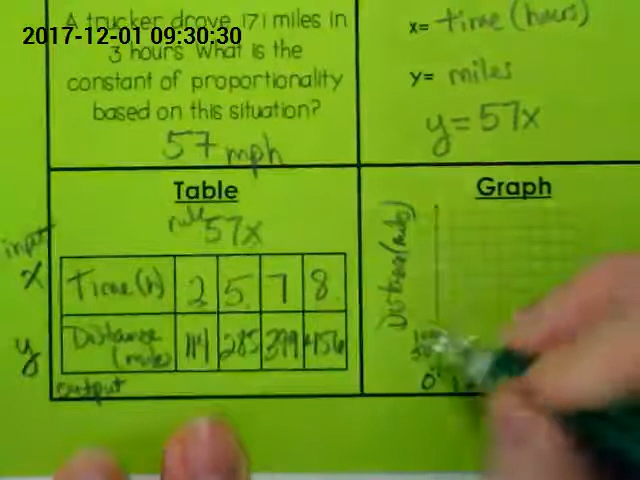 A trucker drove 171 miles in
2017-12-01 09:30:30
3 hours. What is the
constant of proportionality
based on this situation?
57 mph
x= time (hours)
y= miles
y=57x
Table
rule 57x
input
x
Time (h) 2 5 7 8
y
Distance (miles) 114 285 399 456
output
Graph
Distance (miles)
0